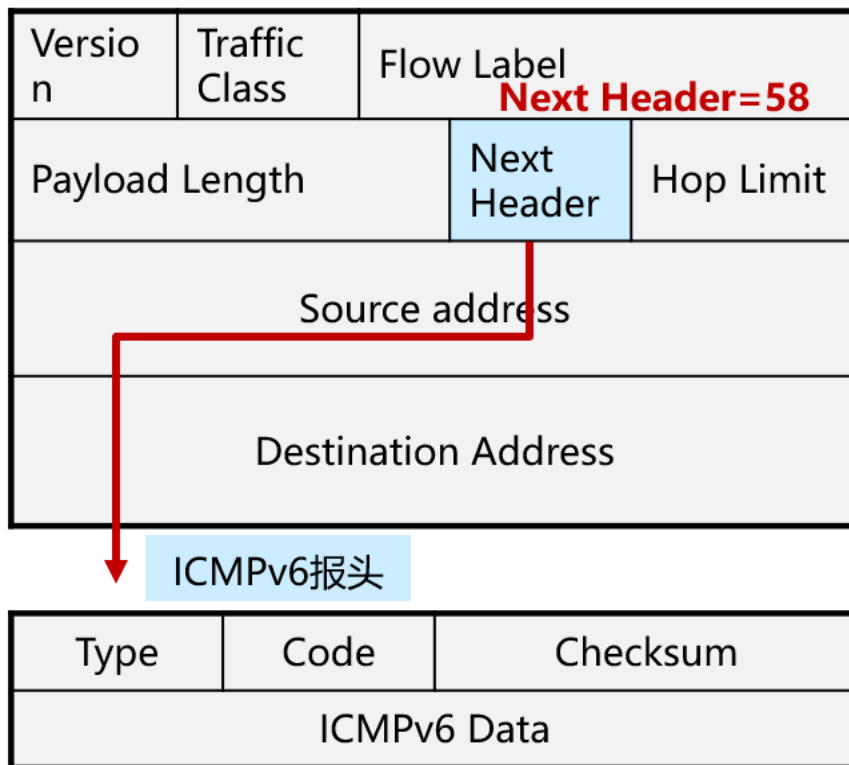 Versio
n
Traffic
Class
Flow Label
Next Header=58
Payload Length
Next
Header
Hop Limit
Source address
Destination Address
ICMPv6报头
Type
Code
Checksum
ICMPv6 Data